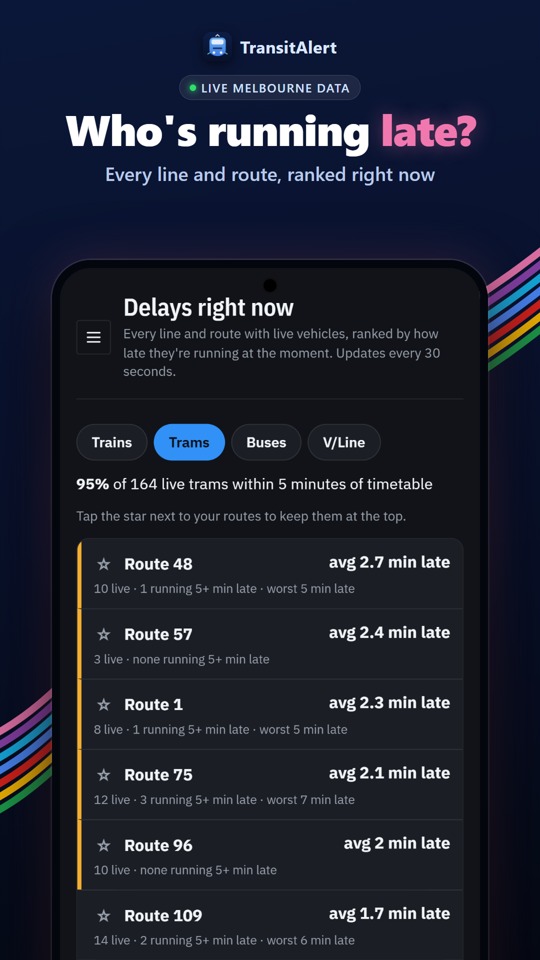 TransitAlert
LIVE MELBOURNE DATA
Who's running late?
Every line and route, ranked right now
Delays right now
Every line and route with live vehicles, ranked by how
late they're running at the moment. Updates every 30
seconds.
Trains Trams Buses V/Line
95% of 164 live trams within 5 minutes of timetable
Tap the star next to your routes to keep them at the top.
☆ Route 48 avg 2.7 min late
10 live · 1 running 5+ min late · worst 5 min late
☆ Route 57 avg 2.4 min late
3 live · none running 5+ min late
☆ Route 1 avg 2.3 min late
8 live · 1 running 5+ min late · worst 5 min late
☆ Route 75 avg 2.1 min late
12 live · 3 running 5+ min late · worst 7 min late
☆ Route 96 avg 2 min late
10 live · none running 5+ min late
☆ Route 109 avg 1.7 min late
14 live · 2 running 5+ min late · worst 6 min late